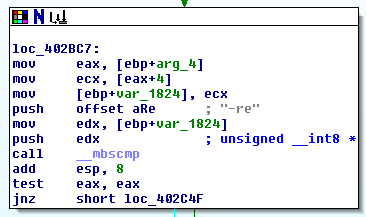 loc_402BC7:
mov eax, [ebp+arg_4]
mov ecx, [eax+4]
mov [ebp+var_1824], ecx
push offset aRe ; "-re"
mov edx, [ebp+var_1824]
push edx ; unsigned __int8 *
call __mbscmp
add esp, 8
test eax, eax
jnz short loc_402C4F